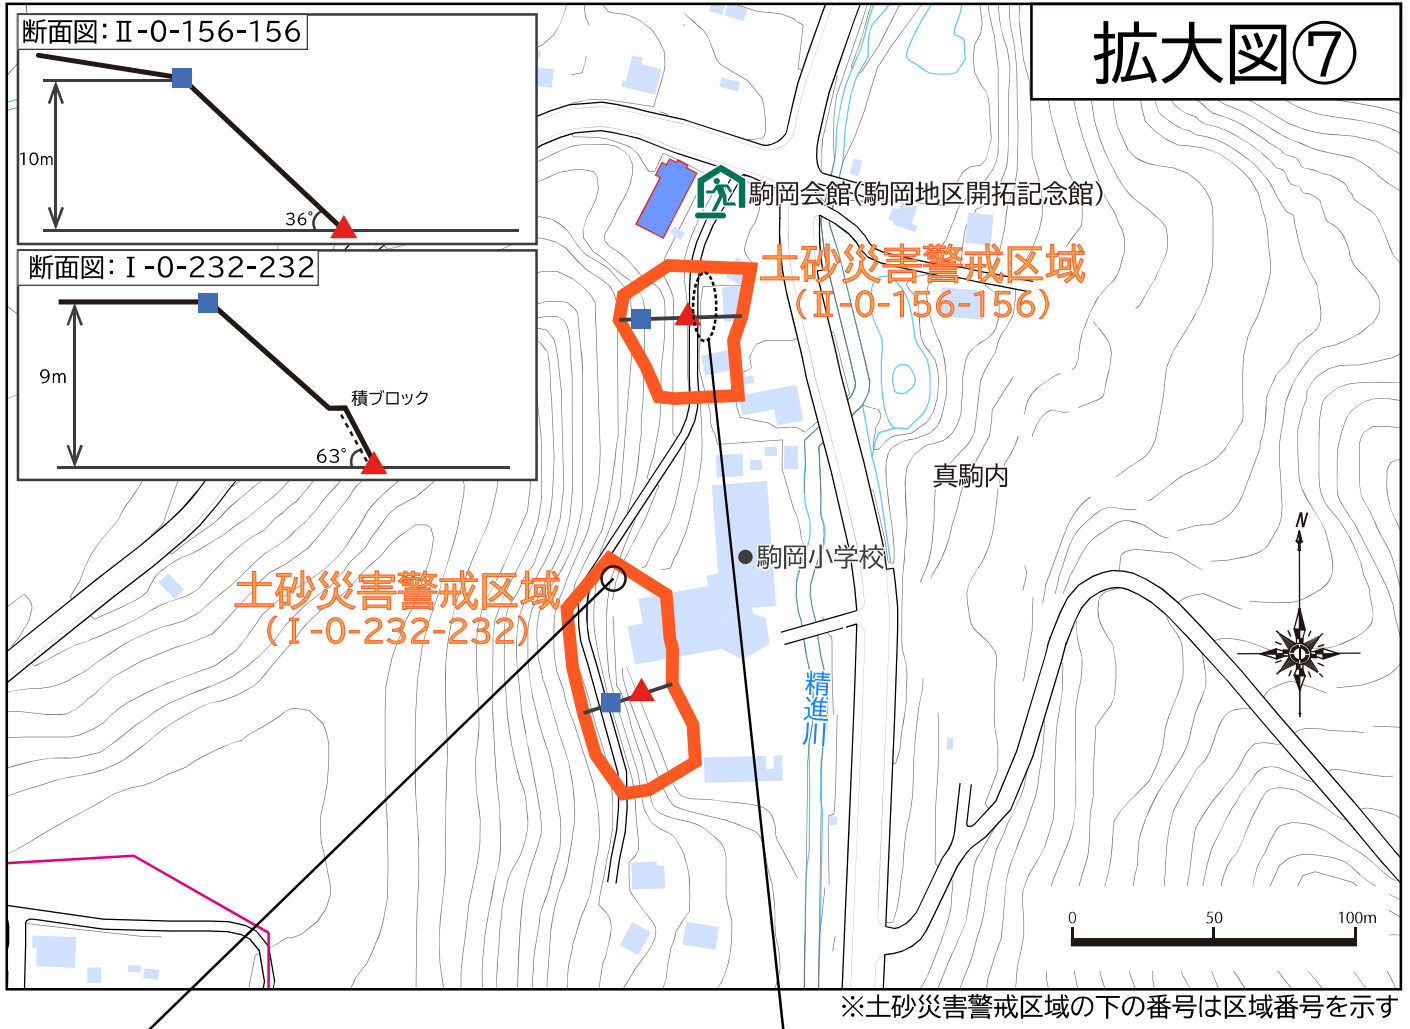 拡大図⑦
断面図:Ⅱ-0-156-156
10m
36°
断面図:Ⅰ-0-232-232
9m
積ブロック
63°
駒岡会館(駒岡地区開拓記念館)
土砂災害警戒区域
(Ⅱ-0-156-156)
真駒内
駒岡小学校
土砂災害警戒区域
(Ⅰ-0-232-232)
精進川
N
0 50 100m
※土砂災害警戒区域の下の番号は区域番号を示す